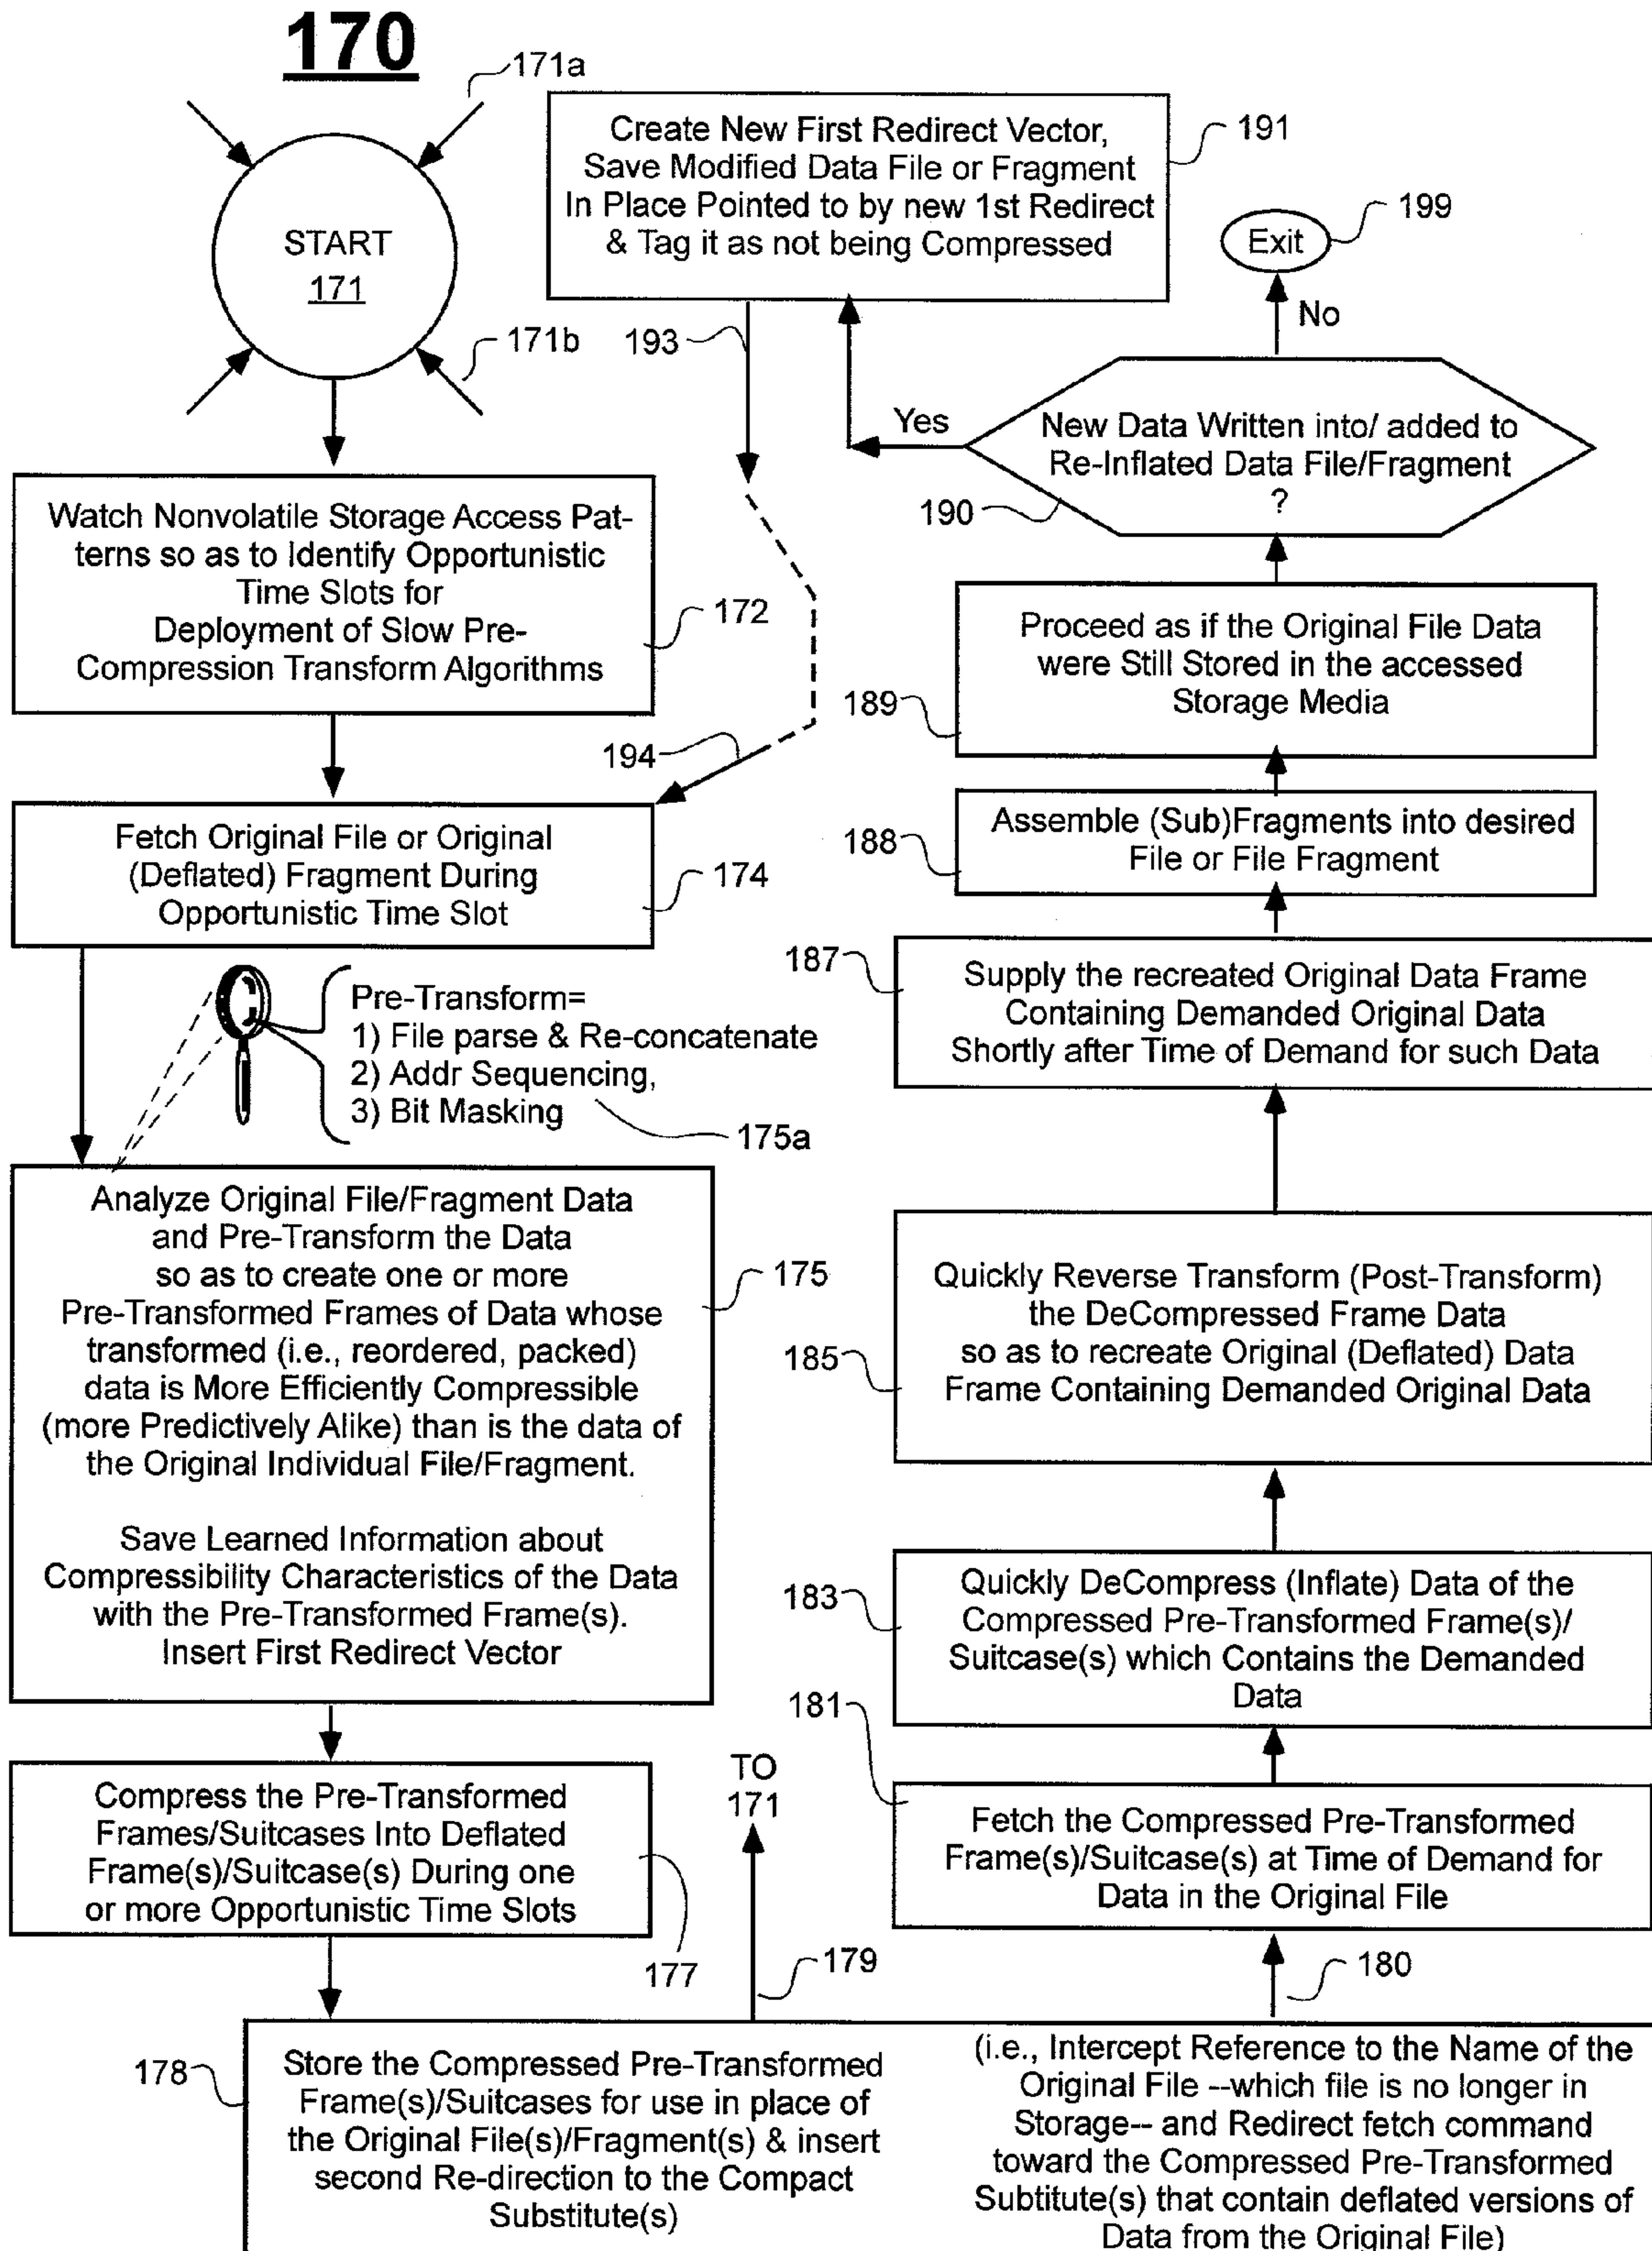 170
171a
START
171
171b
Watch Nonvolatile Storage Access Pat-
terns so as to Identify Opportunistic
Time Slots for
Deployment of Slow Pre-
Compression Transform Algorithms
172
Fetch Original File or Original
(Deflated) Fragment During
Opportunistic Time Slot
174
Pre-Transform=
1) File parse & Re-concatenate
2) Addr Sequencing,
3) Bit Masking
175a
Analyze Original File/Fragment Data
and Pre-Transform the Data
so as to create one or more
Pre-Transformed Frames of Data whose
transformed (i.e., reordered, packed)
data is More Efficiently Compressible
(more Predictively Alike) than is the data of
the Original Individual File/Fragment.
Save Learned Information about
Compressibility Characteristics of the Data
with the Pre-Transformed Frame(s).
Insert First Redirect Vector
175
Compress the Pre-Transformed
Frames/Suitcases Into Deflated
Frame(s)/Suitcase(s) During one
or more Opportunistic Time Slots
177
178
Store the Compressed Pre-Transformed
Frame(s)/Suitcases for use in place of
the Original File(s)/Fragment(s) & insert
second Re-direction to the Compact
Substitute(s)
TO
171
179
(i.e., Intercept Reference to the Name of the
Original File --which file is no longer in
Storage-- and Redirect fetch command
toward the Compressed Pre-Transformed
Subtitute(s) that contain deflated versions of
Data from the Original File)
180
181
Fetch the Compressed Pre-Transformed
Frame(s)/Suitcase(s) at Time of Demand for
Data in the Original File
183
Quickly DeCompress (Inflate) Data of the
Compressed Pre-Transformed Frame(s)/
Suitcase(s) which Contains the Demanded
Data
185
Quickly Reverse Transform (Post-Transform)
the DeCompressed Frame Data
so as to recreate Original (Deflated) Data
Frame Containing Demanded Original Data
187
Supply the recreated Original Data Frame
Containing Demanded Original Data
Shortly after Time of Demand for such Data
188
Assemble (Sub)Fragments into desired
File or File Fragment
189
Proceed as if the Original File Data
were Still Stored in the accessed
Storage Media
190
New Data Written into/ added to
Re-Inflated Data File/Fragment
?
No
Exit
199
Yes
Create New First Redirect Vector,
Save Modified Data File or Fragment
In Place Pointed to by new 1st Redirect
& Tag it as not being Compressed
191
193
194